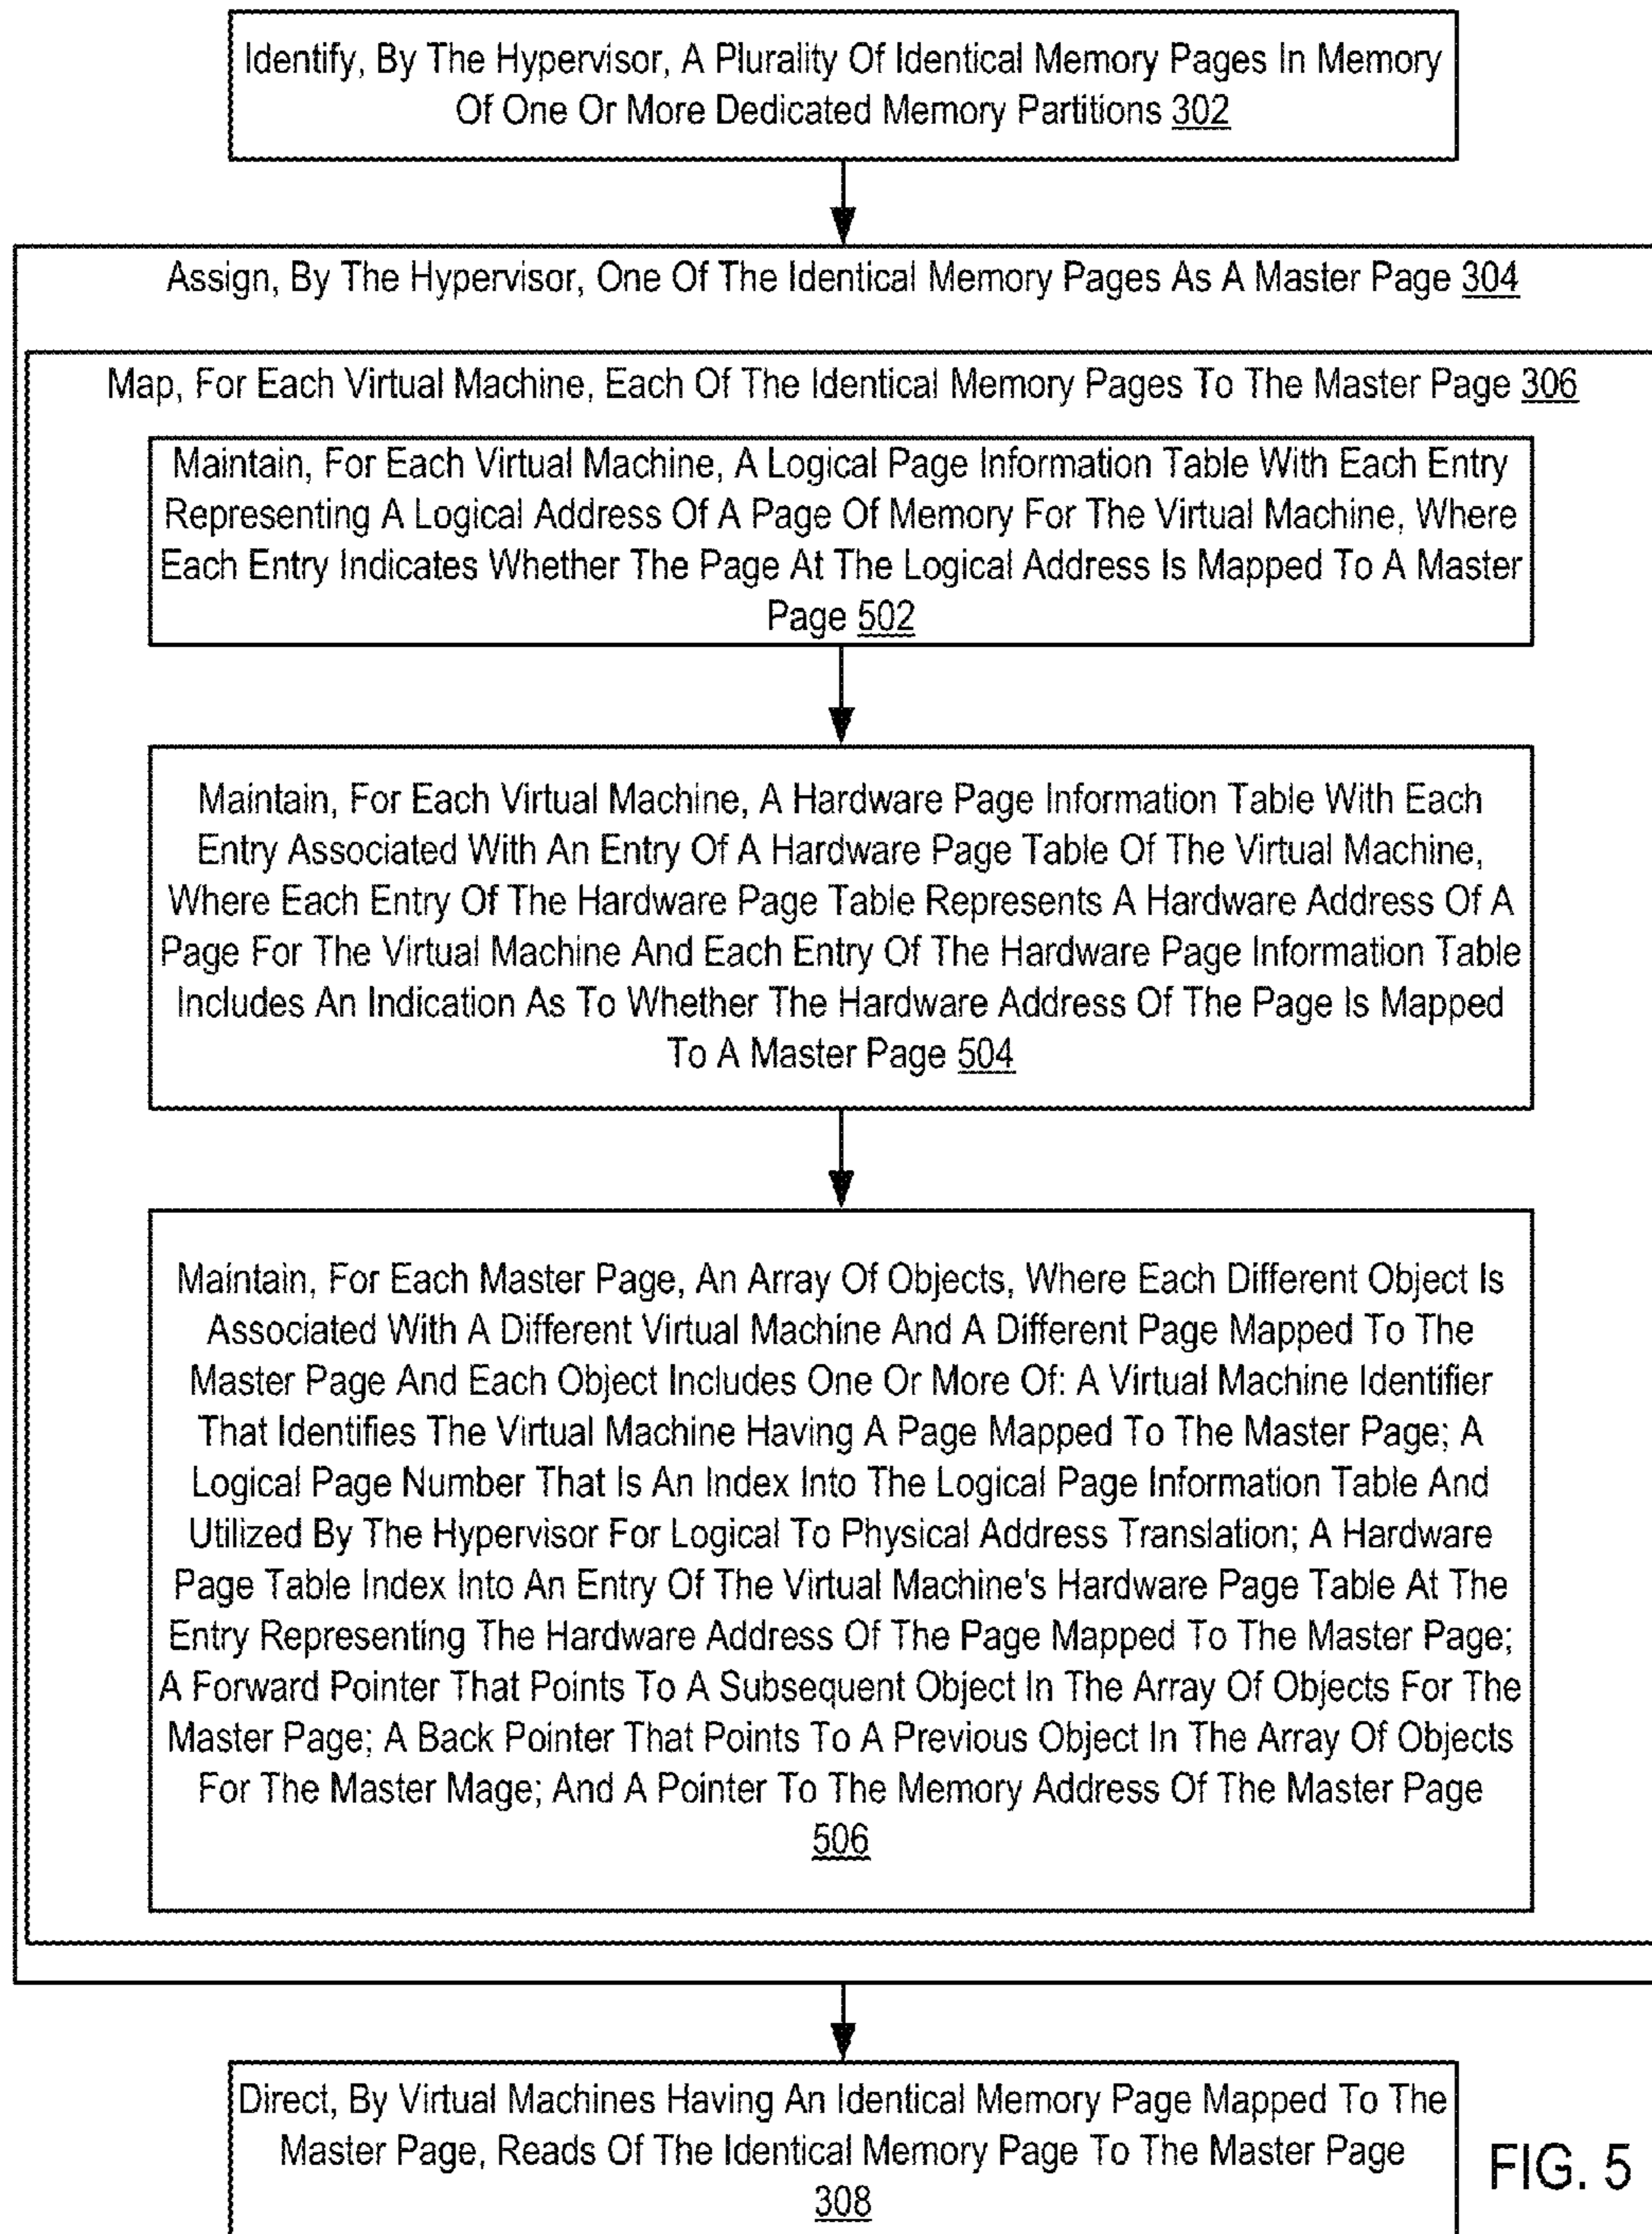 Identify, By The Hypervisor, A Plurality Of Identical Memory Pages In Memory
Of One Or More Dedicated Memory Partitions 302
Assign, By The Hypervisor, One Of The Identical Memory Pages As A Master Page 304
Map, For Each Virtual Machine, Each Of The Identical Memory Pages To The Master Page 306
Maintain, For Each Virtual Machine, A Logical Page Information Table With Each Entry
Representing A Logical Address Of A Page Of Memory For The Virtual Machine, Where
Each Entry Indicates Whether The Page At The Logical Address Is Mapped To A Master
Page 502
Maintain, For Each Virtual Machine, A Hardware Page Information Table With Each
Entry Associated With An Entry Of A Hardware Page Table Of The Virtual Machine,
Where Each Entry Of The Hardware Page Table Represents A Hardware Address Of A
Page For The Virtual Machine And Each Entry Of The Hardware Page Information Table
Includes An Indication As To Whether The Hardware Address Of The Page Is Mapped
To A Master Page 504
Maintain, For Each Master Page, An Array Of Objects, Where Each Different Object Is
Associated With A Different Virtual Machine And A Different Page Mapped To The
Master Page And Each Object Includes One Or More Of: A Virtual Machine Identifier
That Identifies The Virtual Machine Having A Page Mapped To The Master Page; A
Logical Page Number That Is An Index Into The Logical Page Information Table And
Utilized By The Hypervisor For Logical To Physical Address Translation; A Hardware
Page Table Index Into An Entry Of The Virtual Machine's Hardware Page Table At The
Entry Representing The Hardware Address Of The Page Mapped To The Master Page;
A Forward Pointer That Points To A Subsequent Object In The Array Of Objects For The
Master Page; A Back Pointer That Points To A Previous Object In The Array Of Objects
For The Master Mage; And A Pointer To The Memory Address Of The Master Page
506
Direct, By Virtual Machines Having An Identical Memory Page Mapped To The
Master Page, Reads Of The Identical Memory Page To The Master Page
308
FIG. 5